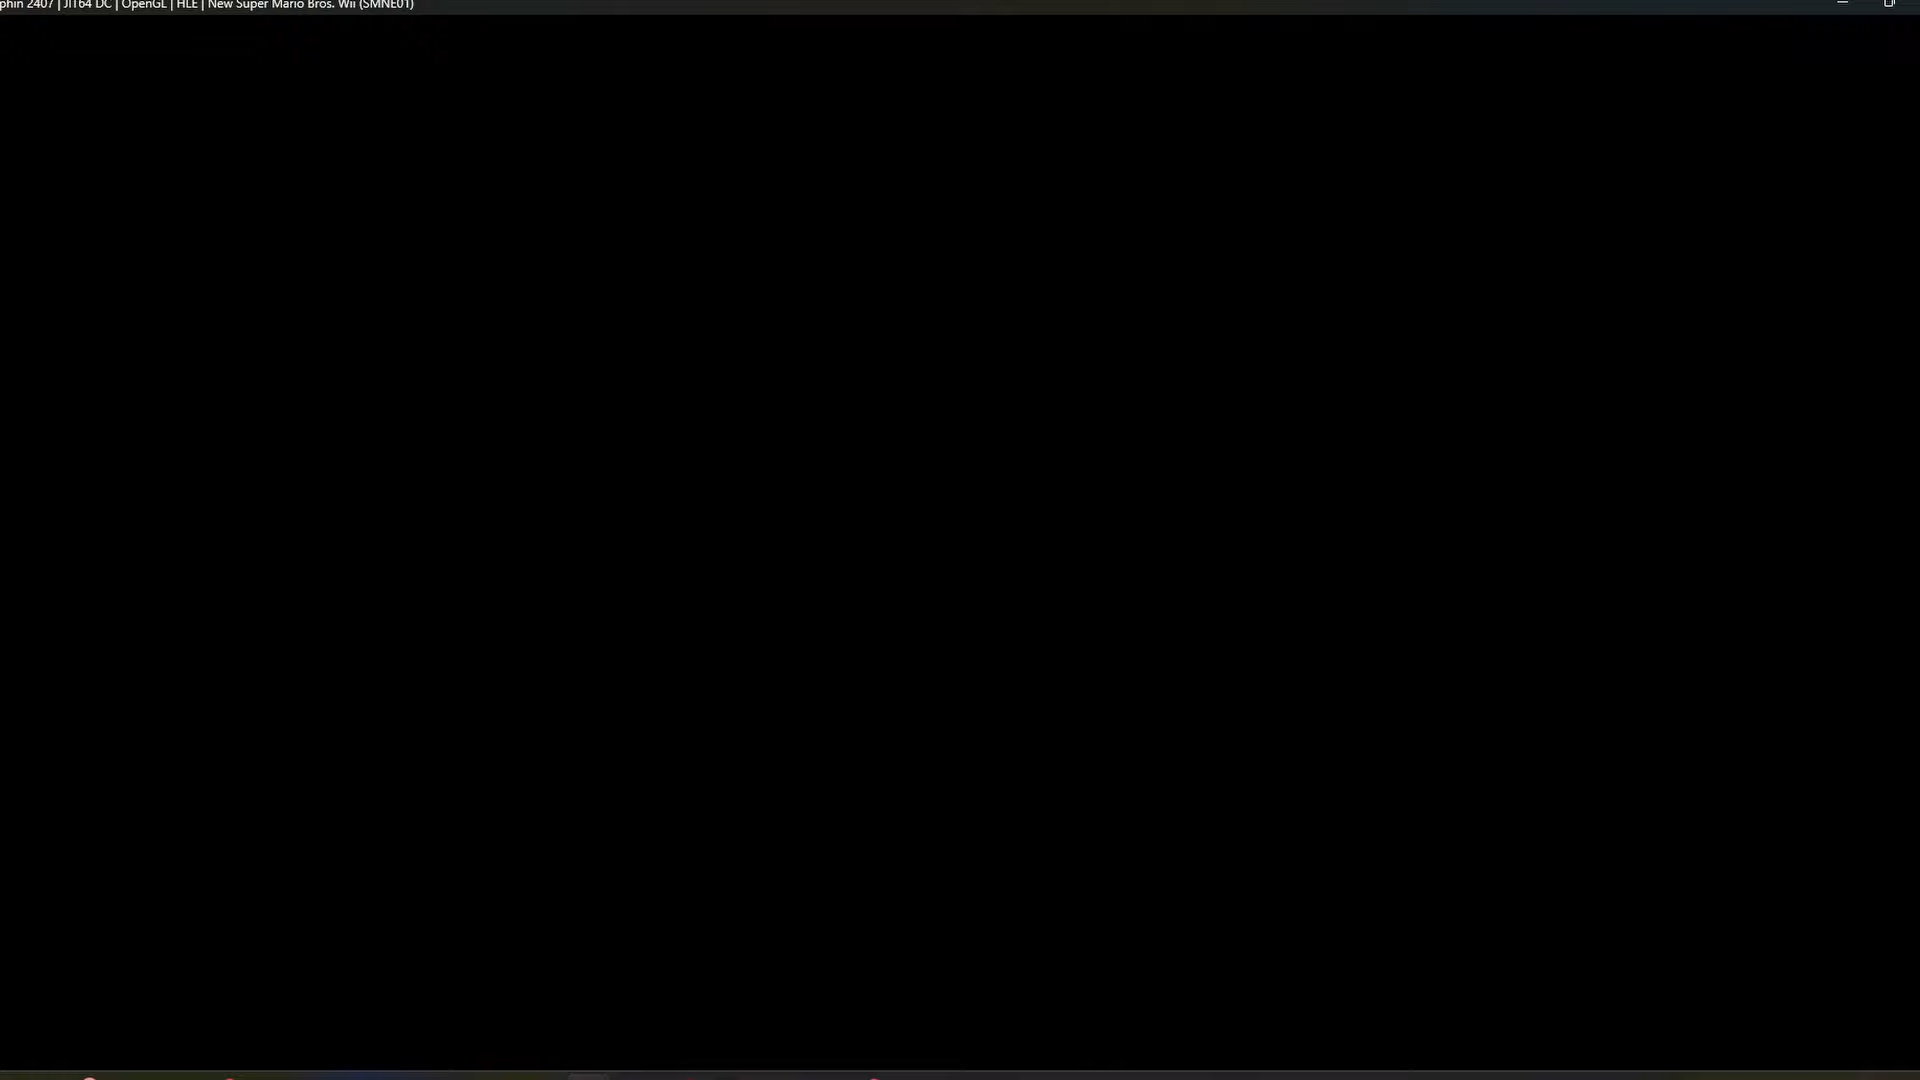 phin 2407 | JIT64 DC | OpenGL | HLE | New Super Mario Bros. Wii (SMNE01)